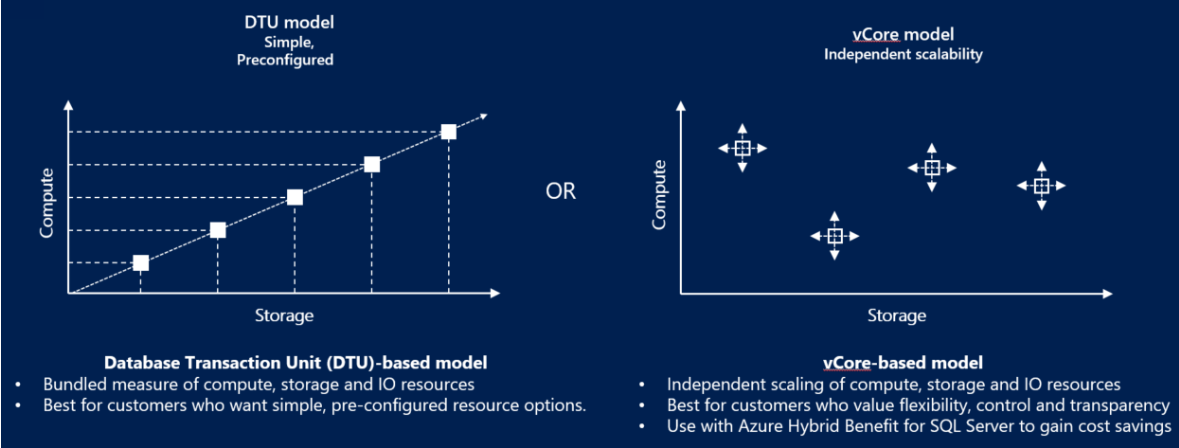 DTU model
Simple,
Preconfigured
Compute
Storage
OR
vCore model
Independent scalability
Compute
Storage
Database Transaction Unit (DTU)-based model
• Bundled measure of compute, storage and IO resources
• Best for customers who want simple, pre-configured resource options.
vCore-based model
• Independent scaling of compute, storage and IO resources
• Best for customers who value flexibility, control and transparency
• Use with Azure Hybrid Benefit for SQL Server to gain cost savings